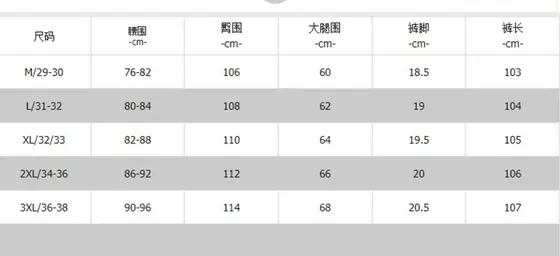 尺码 腰围 臀围 大腿围 裤脚 裤长
-cm- -cm- -cm- -cm- -cm-
M/29-30 76-82 106 60 18.5 103
L/31-32 80-84 108 62 19 104
XL/32/33 82-88 110 64 19.5 105
2XL/34-36 86-92 112 66 20 106
3XL/36-38 90-96 114 68 20.5 107